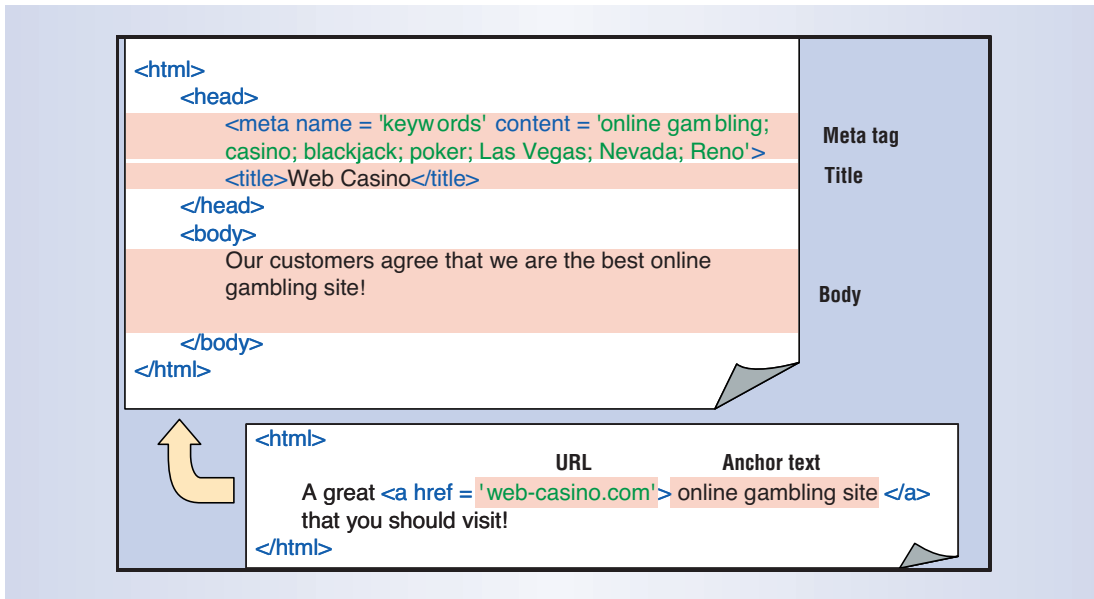 <html>
<head>
<meta name = 'keywords' content = 'online gambling;
casino; blackjack; poker; Las Vegas; Nevada; Reno'>
Meta tag
<title>Web Casino</title>
Title
</head>
<body>
Our customers agree that we are the best online
gambling site!
Body
</body>
</html>
<html>
URL Anchor text
A great <a href = 'web-casino.com'> online gambling site </a>
that you should visit!
</html>